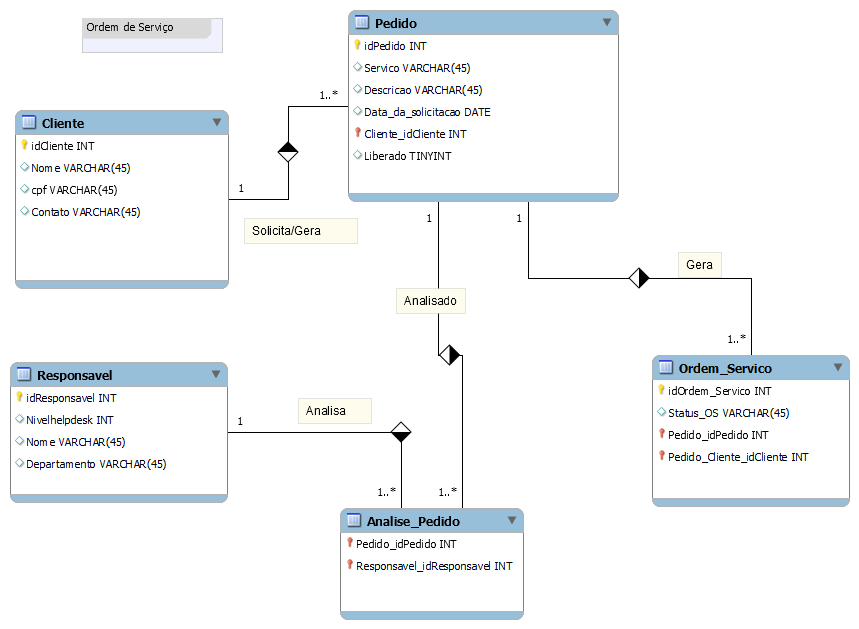 Ordem de Serviço
Pedido
idPedido INT
Servico VARCHAR(45)
Descricao VARCHAR(45)
Data_da_solicitacao DATE
Cliente_idCliente INT
Liberado TINYINT
1..*
Cliente
idCliente INT
Nome VARCHAR(45)
cpf VARCHAR(45)
Contato VARCHAR(45)
1
Solicita/Gera
1
1
Analisado
Gera
1..*
Responsavel
idResponsavel INT
Nivelhelpdesk INT
Nome VARCHAR(45)
Departamento VARCHAR(45)
1
Analisa
1..*
1..*
Ordem_Servico
idOrdem_Servico INT
Status_OS VARCHAR(45)
Pedido_idPedido INT
Pedido_Cliente_idCliente INT
Analise_Pedido
Pedido_idPedido INT
Responsavel_idResponsavel INT